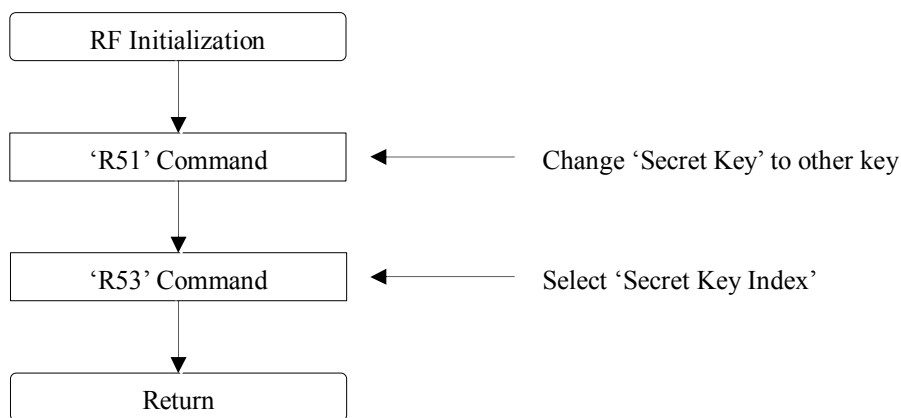 RF Initialization
‘R51’ Command
Change ‘Secret Key’ to other key
‘R53’ Command
Select ‘Secret Key Index’
Return